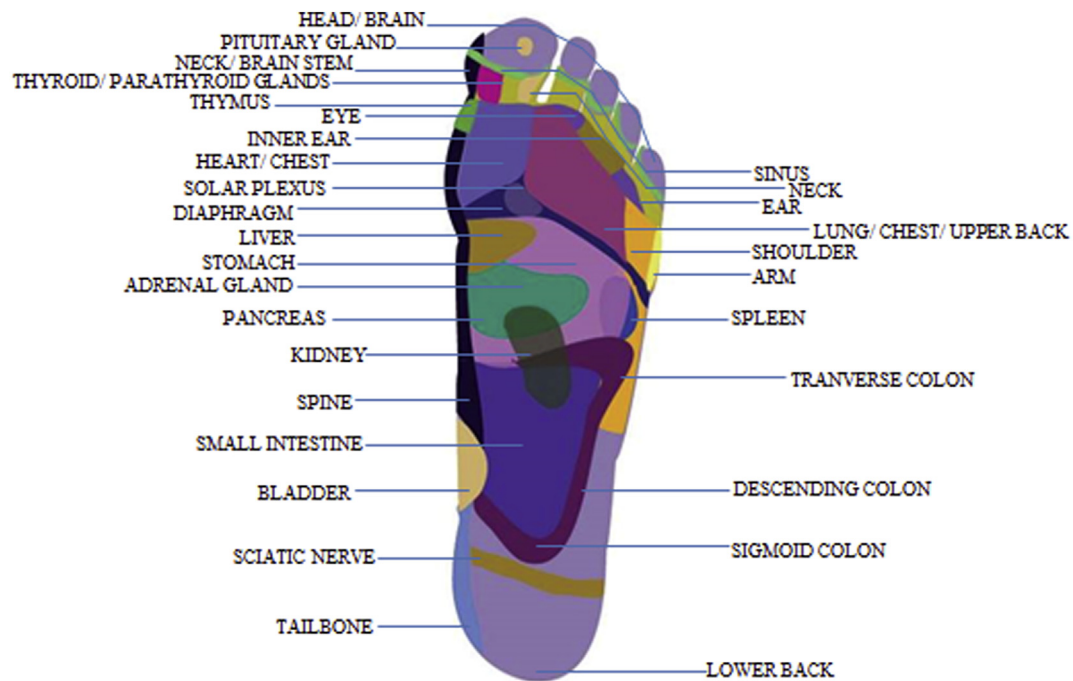 HEAD/ BRAIN
PITUITARY GLAND
NECK/ BRAIN STEM
THYROID/ PARATHYROID GLANDS
THYMUS
EYE
INNER EAR
HEART/ CHEST
SOLAR PLEXUS
DIAPHRAGM
LIVER
STOMACH
ADRENAL GLAND
PANCREAS
KIDNEY
SPINE
SMALL INTESTINE
BLADDER
SCIATIC NERVE
TAILBONE
SINUS
NECK
EAR
LUNG/ CHEST/ UPPER BACK
SHOULDER
ARM
SPLEEN
TRANVERSE COLON
DESCENDING COLON
SIGMOID COLON
LOWER BACK